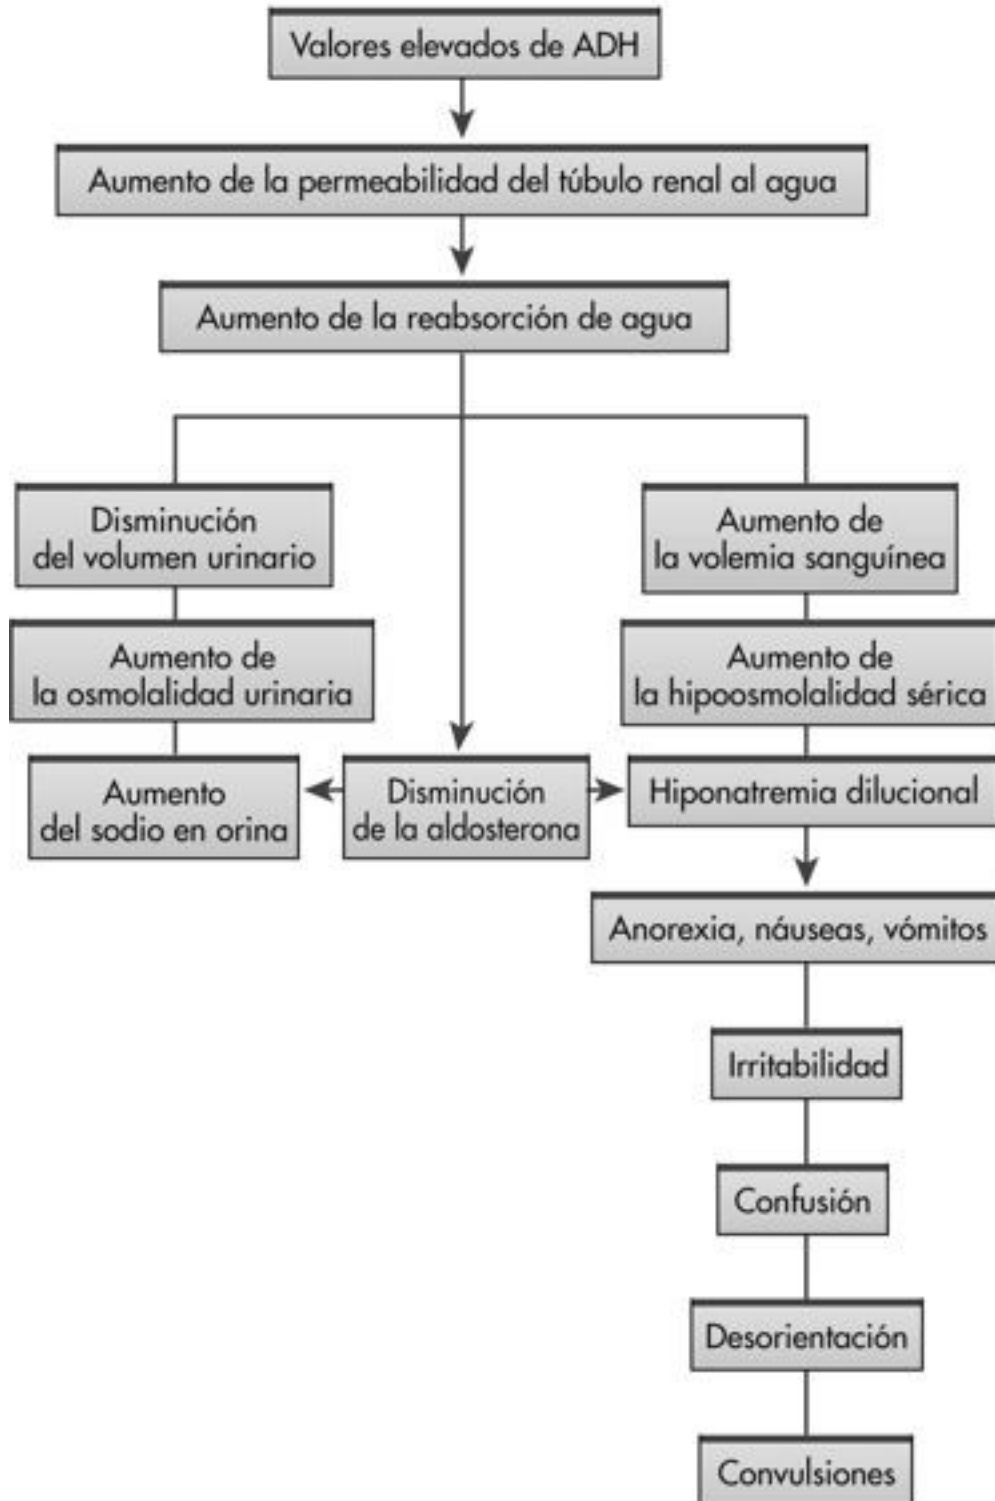 Valores elevados de ADH
Aumento de la permeabilidad del túbulo renal al agua
Aumento de la reabsorción de agua
Disminución
del volumen urinario
Aumento de
la volemia sanguínea
Aumento de
la osmolalidad urinaria
Aumento de
la hipoosmolalidad sérica
Aumento
del sodio en orina
Disminución
de la aldosterona
Hiponatremia dilucional
Anorexia, náuseas, vómitos
Irritabilidad
Confusión
Desorientación
Convulsiones